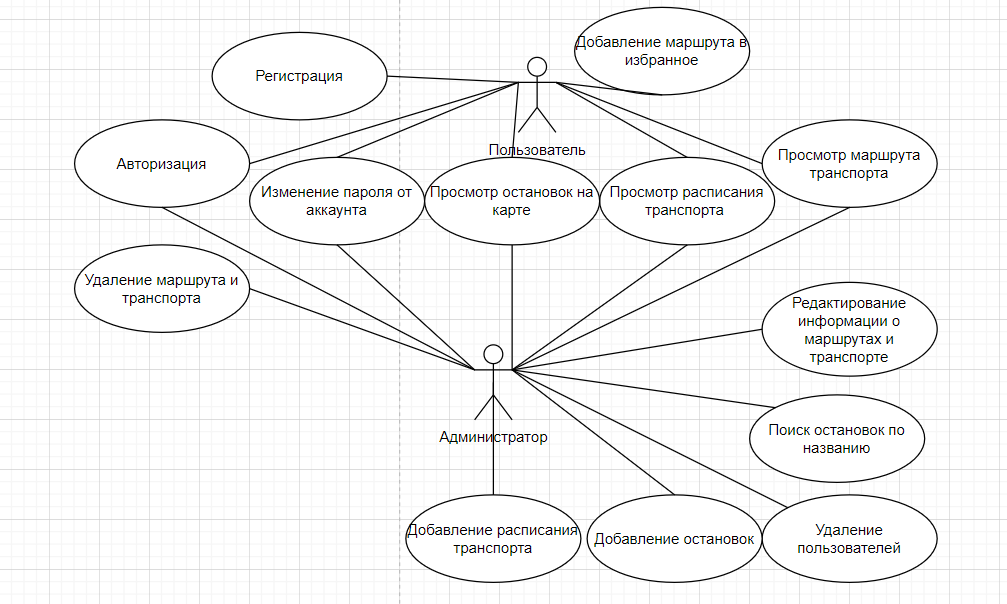 Добавление маршрута в
избранное
Регистрация
Пользователь
Авторизация
Изменение пароля от
аккаунта
Просмотр остановок на
карте
Просмотр расписания
транспорта
Просмотр маршрута
транспорта
Удаление маршрута и
транспорта
Редактирование
информации о
маршрутах и
транспорте
Администратор
Поиск остановок по
названию
Добавление расписания
транспорта
Добавление остановок
Удаление
пользователей